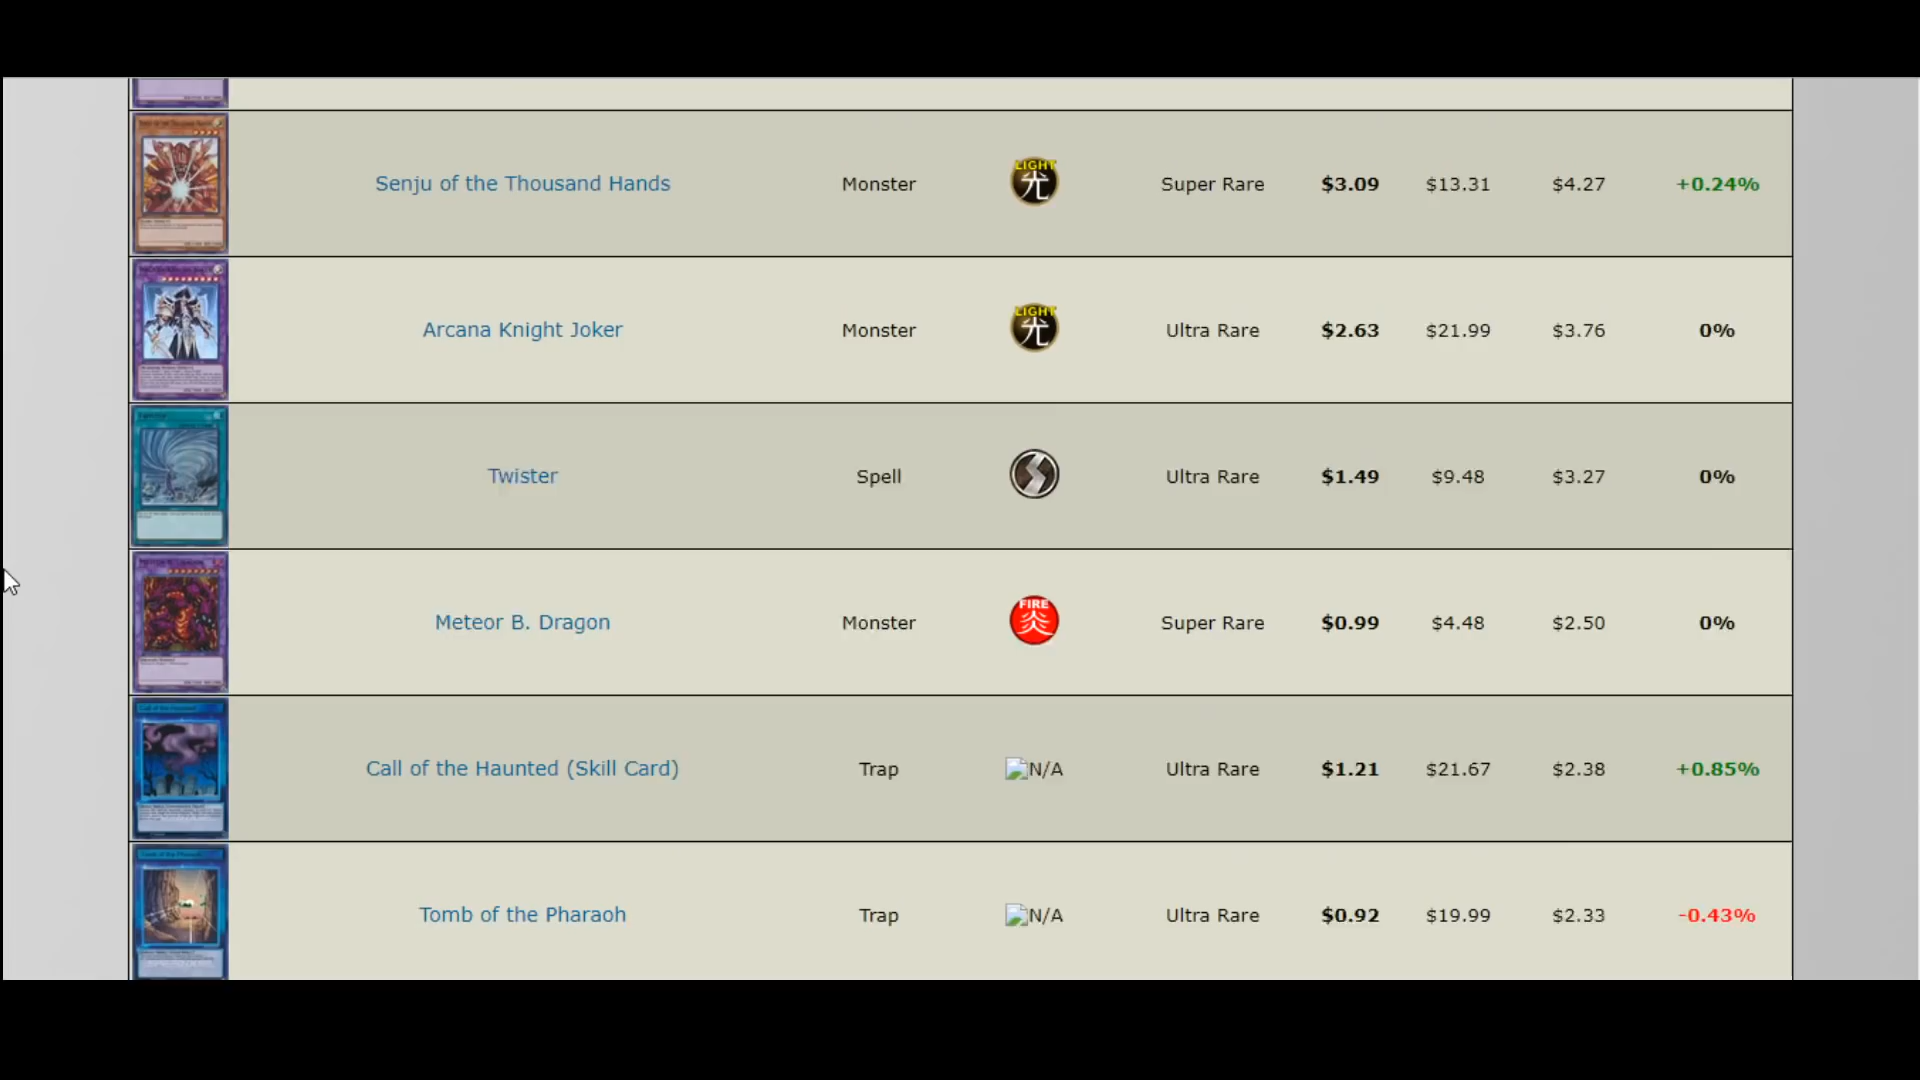 Senju of the Thousand Hands Monster LIGHT 光 Super Rare $3.09 $13.31 $4.27 +0.24%
Arcana Knight Joker Monster LIGHT 光 Ultra Rare $2.63 $21.99 $3.76 0%
Twister Spell Ultra Rare $1.49 $9.48 $3.27 0%
Meteor B. Dragon Monster FIRE 炎 Super Rare $0.99 $4.48 $2.50 0%
Call of the Haunted (Skill Card) Trap N/A Ultra Rare $1.21 $21.67 $2.38 +0.85%
Tomb of the Pharaoh Trap N/A Ultra Rare $0.92 $19.99 $2.33 -0.43%